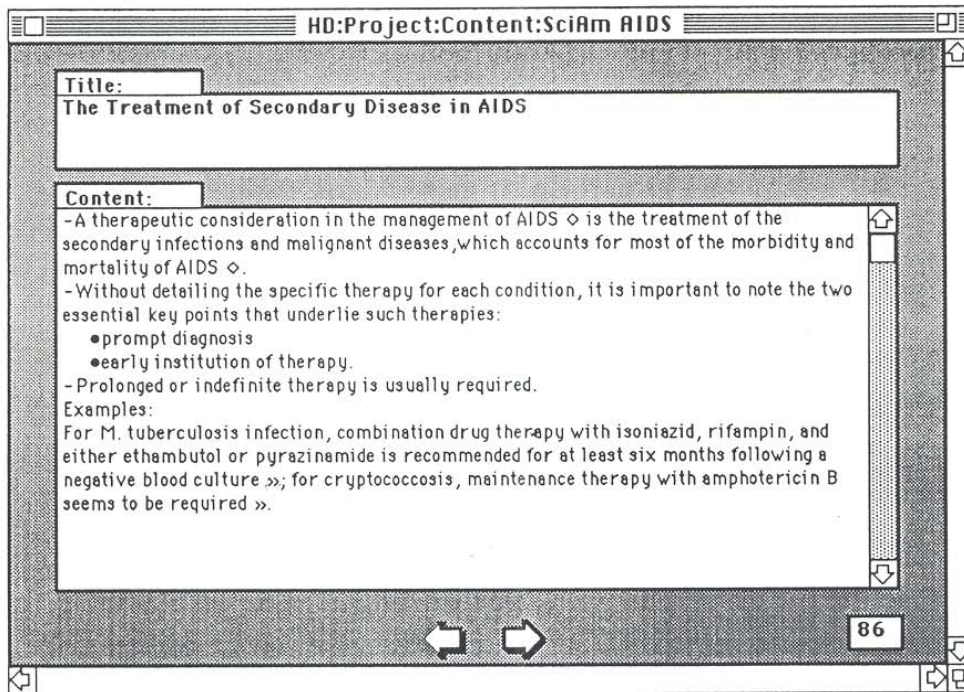 HD:Project:Content:SciAm AIDS
Title:
The Treatment of Secondary Disease in AIDS
Content:
-A therapeutic consideration in the management of AIDS ◇ is the treatment of the
secondary infections and malignant diseases,which accounts for most of the morbidity and
mortality of AIDS ◇.
-Without detailing the specific therapy for each condition, it is important to note the two
essential key points that underlie such therapies:
●prompt diagnosis
●early institution of therapy.
-Prolonged or indefinite therapy is usually required.
Examples:
For M. tuberculosis infection, combination drug therapy with isoniazid, rifampin, and
either ethambutol or pyrazinamide is recommended for at least six months following a
negative blood culture »; for cryptococcosis, maintenance therapy with amphotericin B
seems to be required ».
86